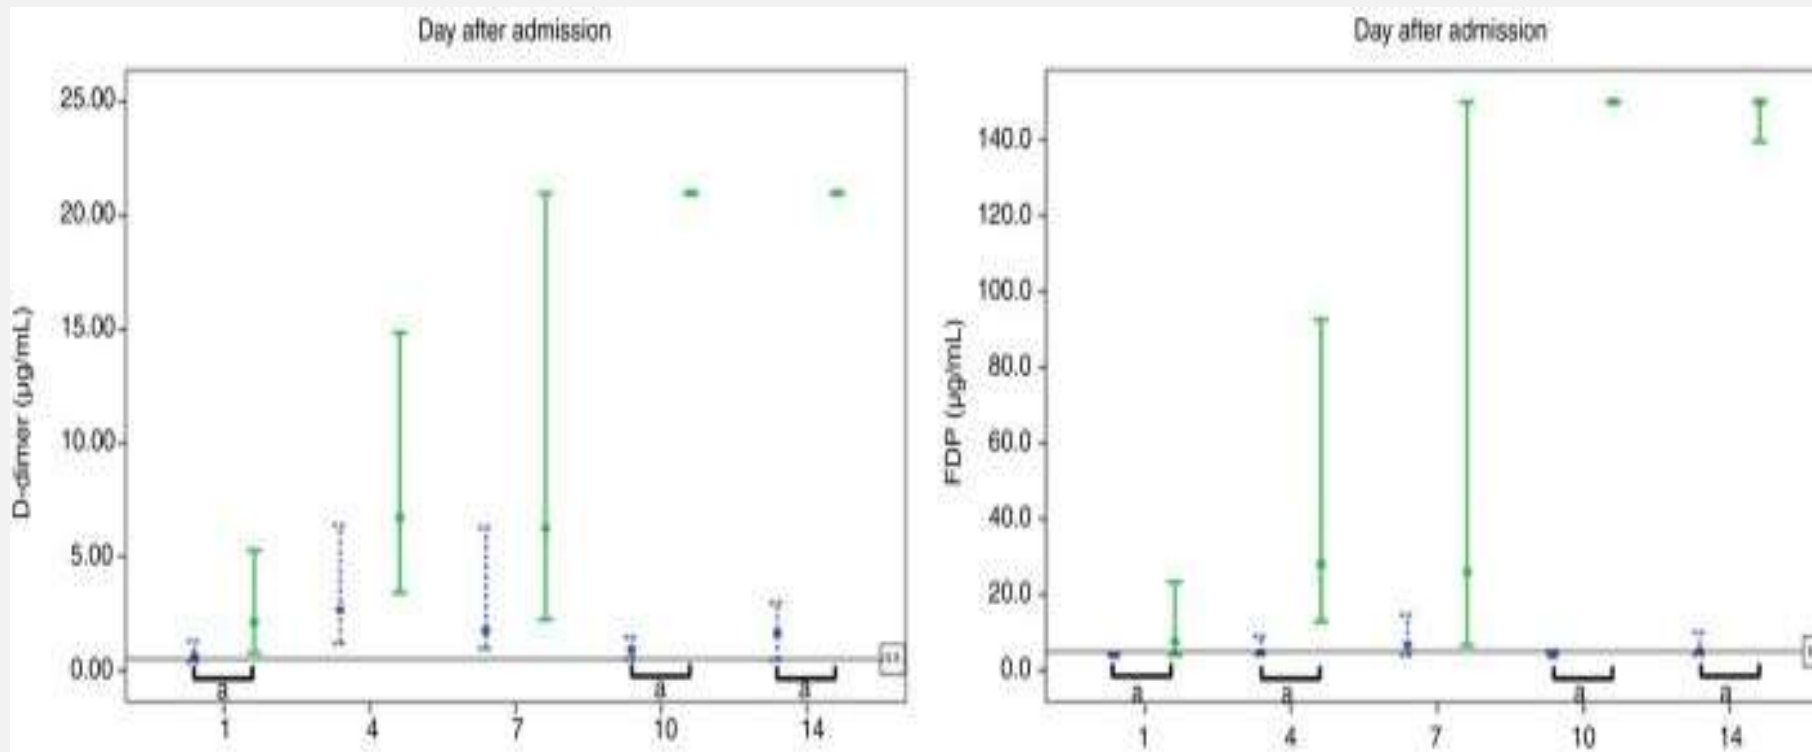 Day after admission
25.00
20.00
15.00
10.00
5.00
0.00
D-dimer (µg/mL)
a
a
a
1
4
7
10
14
Day after admission
140.0
120.0
100.0
80.0
60.0
40.0
20.0
0.0
FDP (µg/mL)
a
a
a
a
1
4
7
10
14